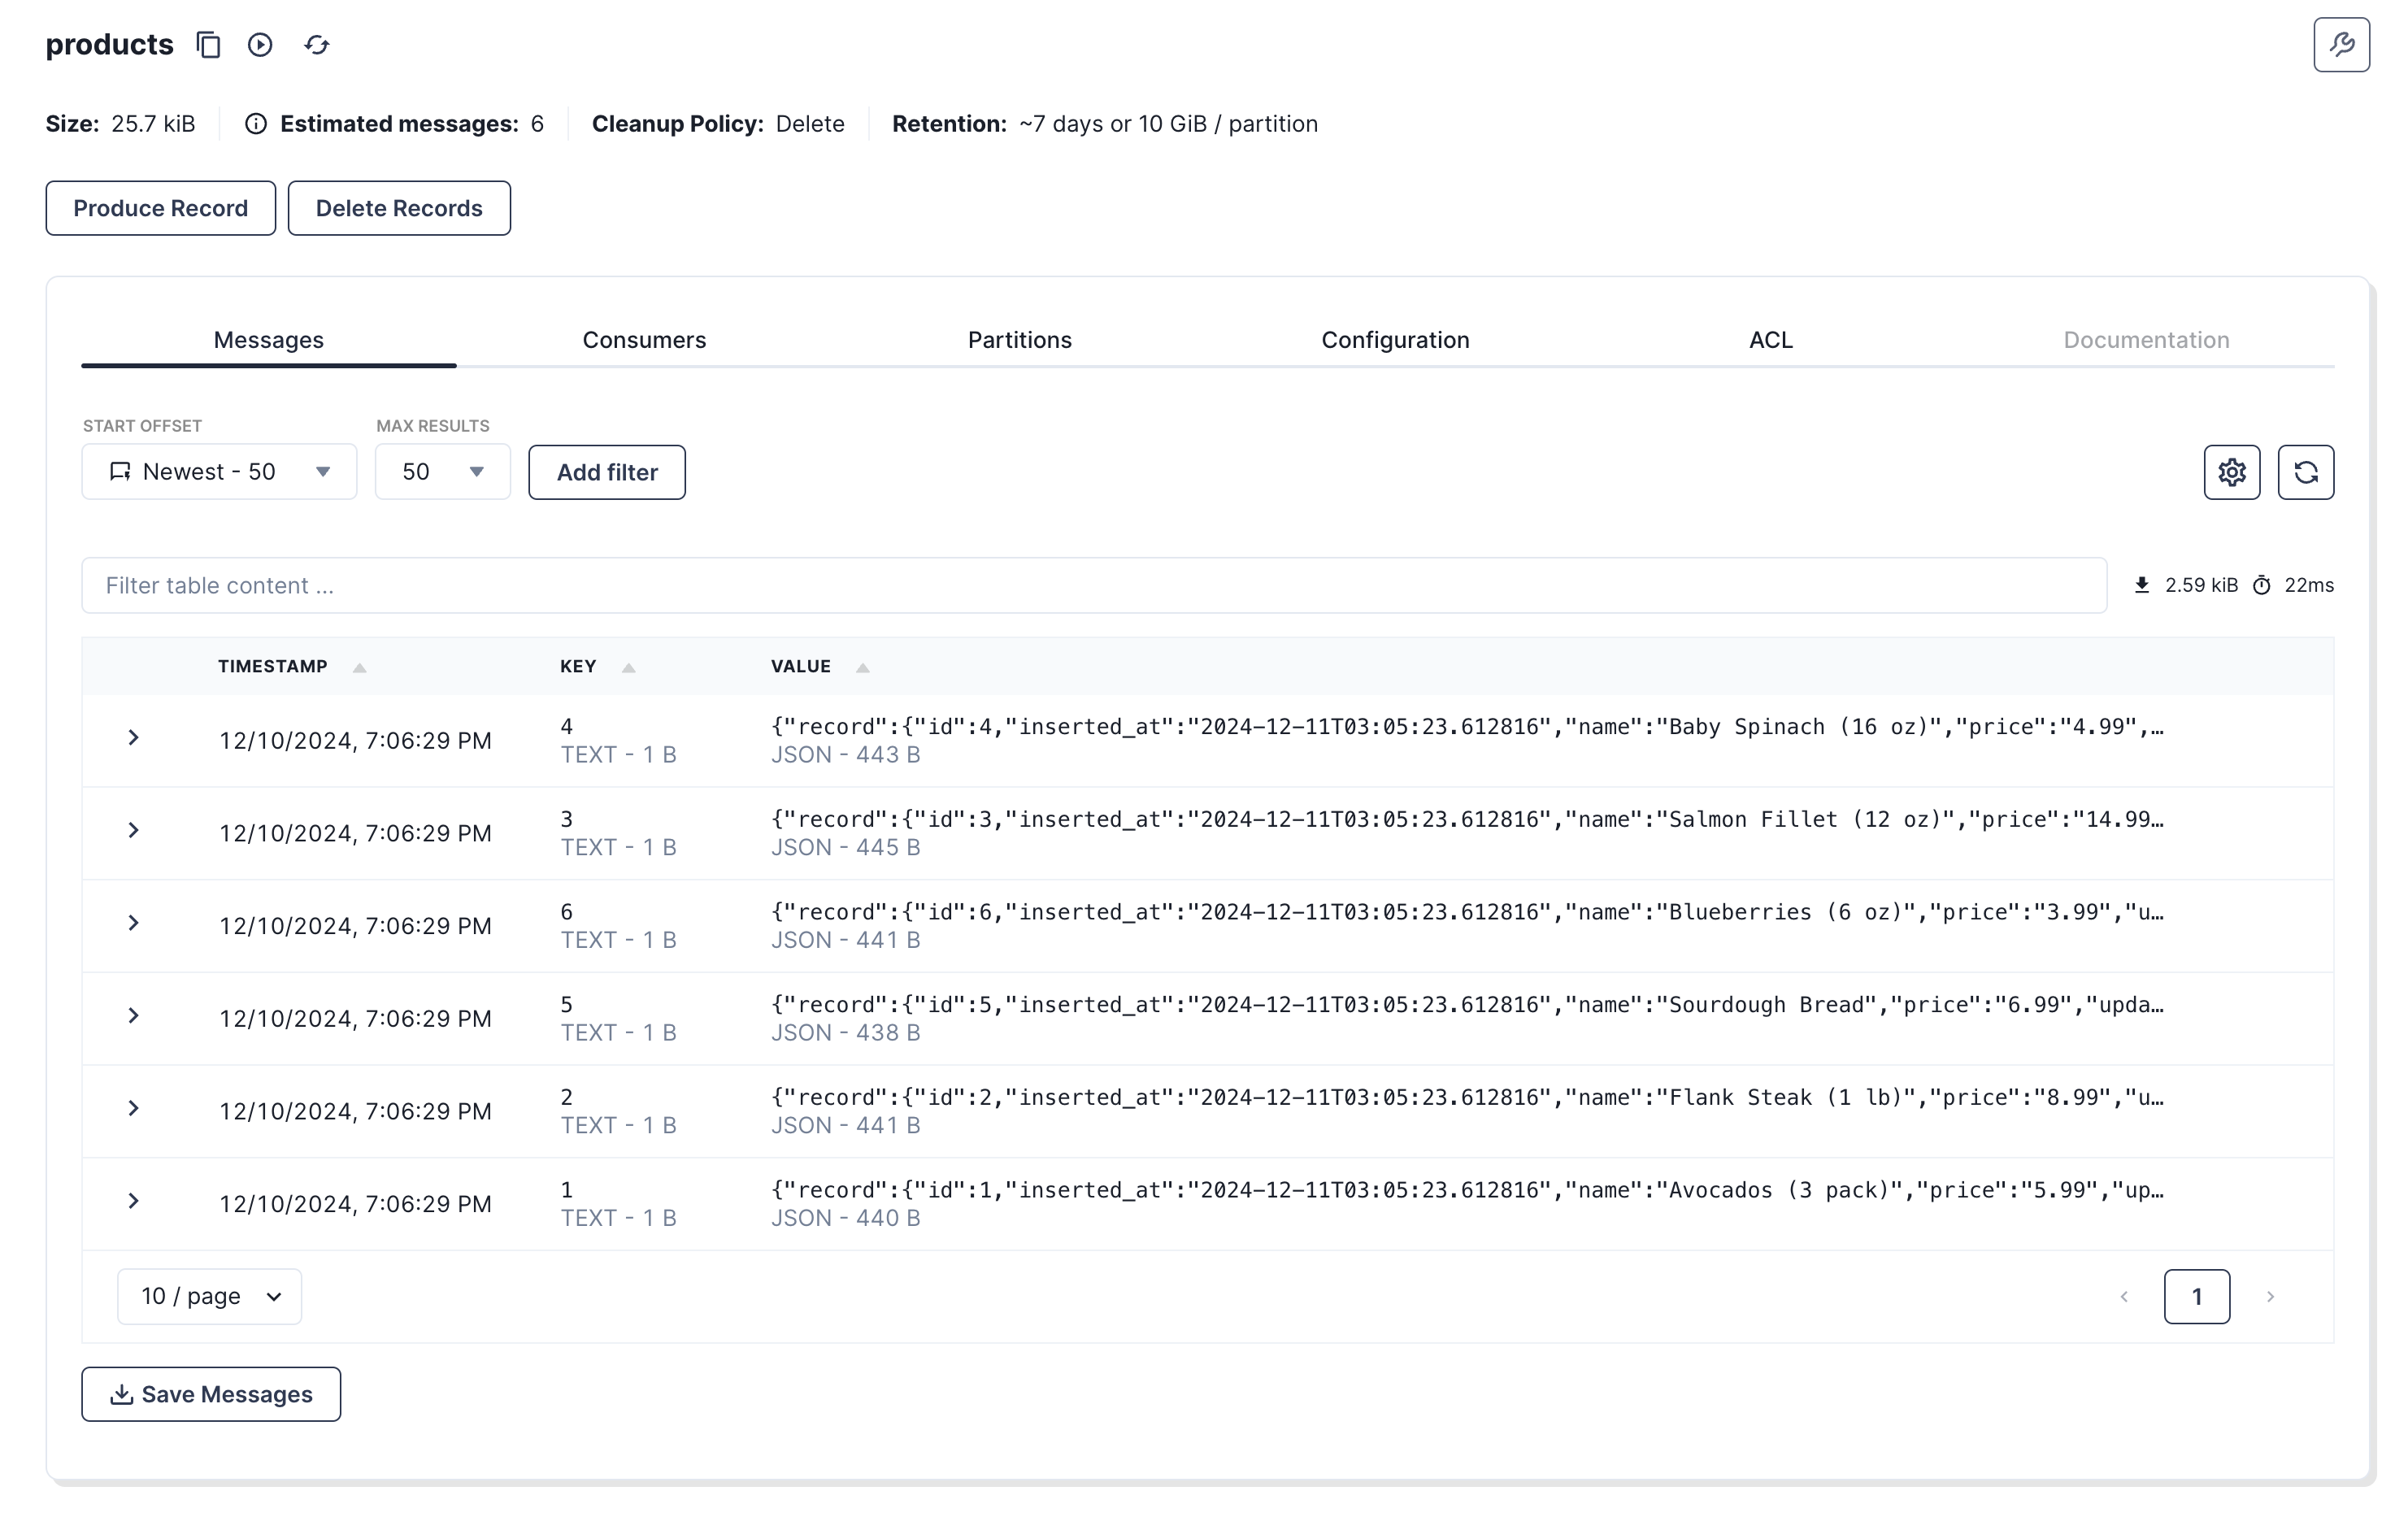 products
Size: 25.7 kiB Estimated messages: 6 Cleanup Policy: Delete Retention: ~7 days or 10 GiB / partition
Produce Record Delete Records
Messages Consumers Partitions Configuration ACL Documentation
START OFFSET MAX RESULTS
Newest - 50 50 Add filter
Filter table content ... 2.59 kiB 22ms
TIMESTAMP KEY VALUE
12/10/2024, 7:06:29 PM 4 {"record":{"id":4,"inserted_at":"2024-12-11T03:05:23.612816","name":"Baby Spinach (16 oz)","price":"4.99",…
TEXT - 1 B JSON - 443 B
12/10/2024, 7:06:29 PM 3 {"record":{"id":3,"inserted_at":"2024-12-11T03:05:23.612816","name":"Salmon Fillet (12 oz)","price":"14.99…
TEXT - 1 B JSON - 445 B
12/10/2024, 7:06:29 PM 6 {"record":{"id":6,"inserted_at":"2024-12-11T03:05:23.612816","name":"Blueberries (6 oz)","price":"3.99","u…
TEXT - 1 B JSON - 441 B
12/10/2024, 7:06:29 PM 5 {"record":{"id":5,"inserted_at":"2024-12-11T03:05:23.612816","name":"Sourdough Bread","price":"6.99","upda…
TEXT - 1 B JSON - 438 B
12/10/2024, 7:06:29 PM 2 {"record":{"id":2,"inserted_at":"2024-12-11T03:05:23.612816","name":"Flank Steak (1 lb)","price":"8.99","u…
TEXT - 1 B JSON - 441 B
12/10/2024, 7:06:29 PM 1 {"record":{"id":1,"inserted_at":"2024-12-11T03:05:23.612816","name":"Avocados (3 pack)","price":"5.99","up…
TEXT - 1 B JSON - 440 B
10 / page 1
Save Messages